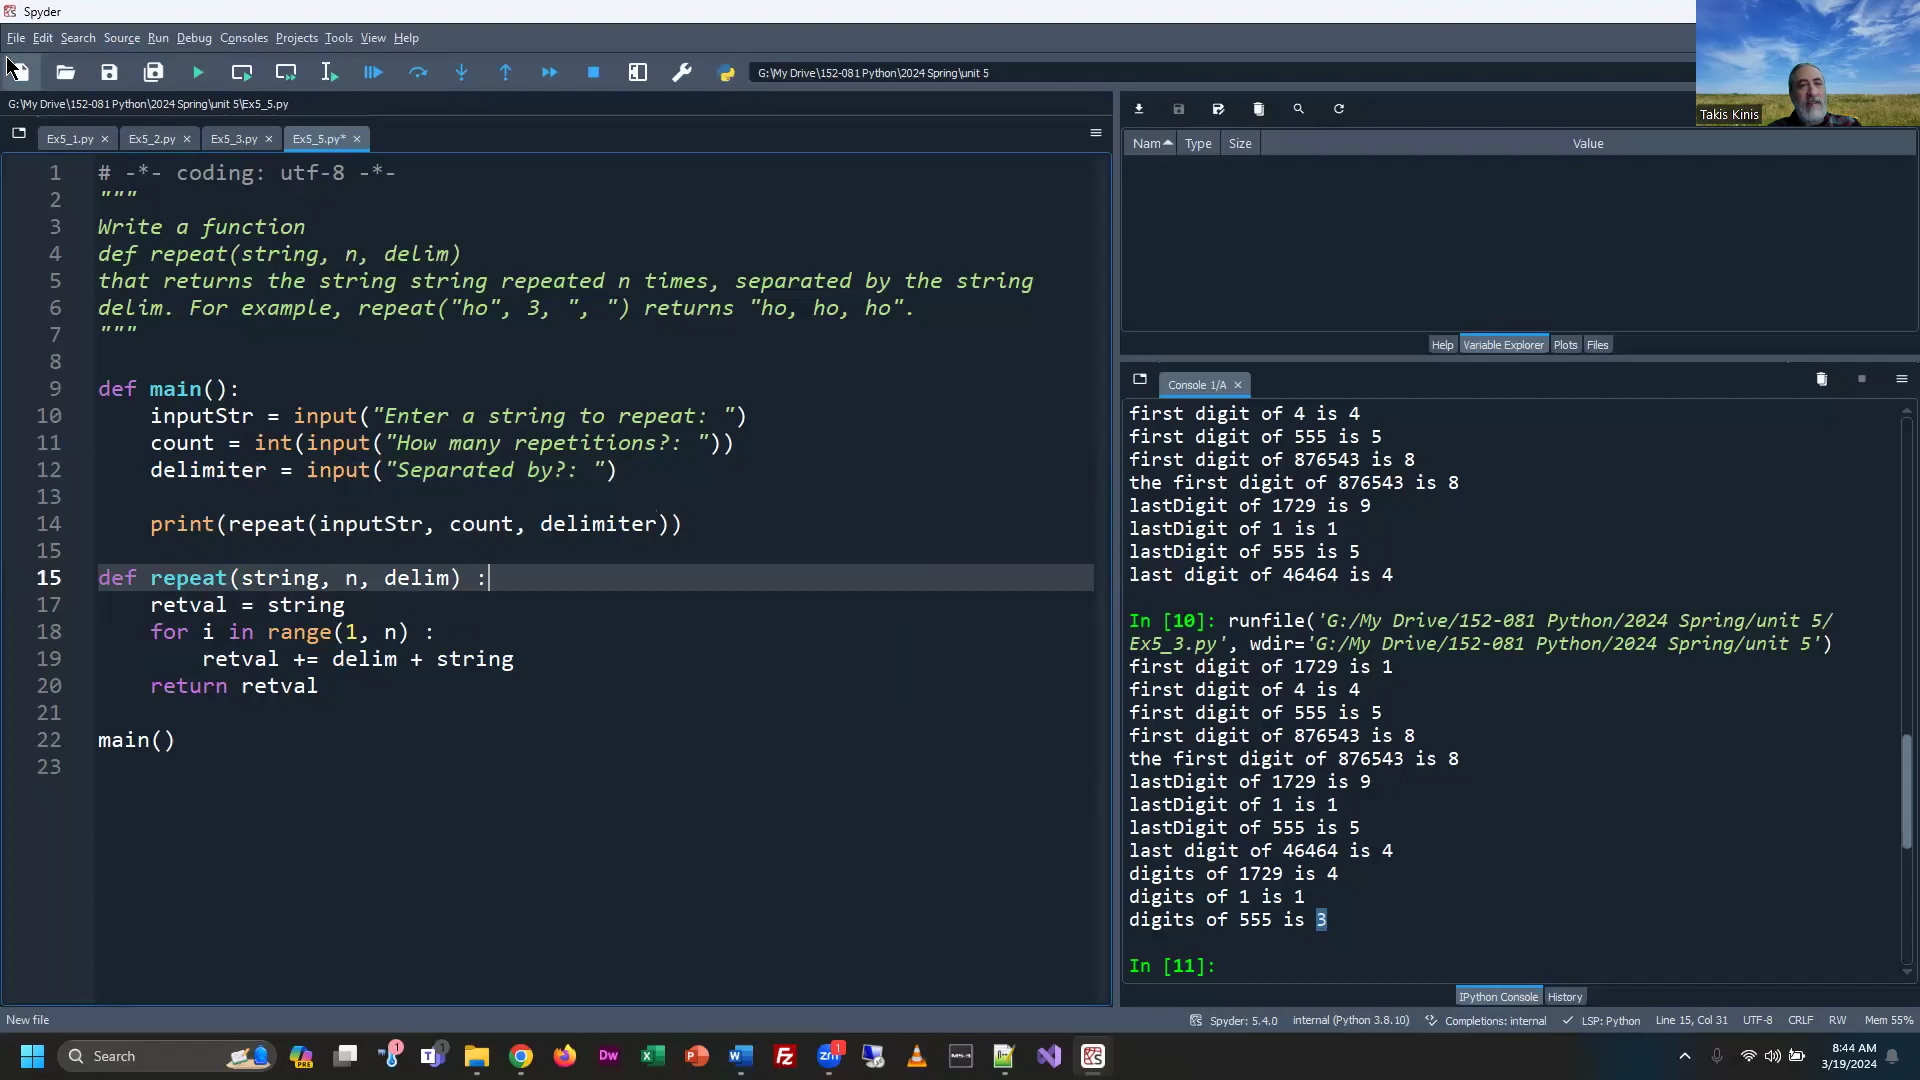 Spyder
File Edit Search Source Run Debug Consoles Projects Tools View Help
G:\My Drive\152-081 Python\2024 Spring\unit 5
Takis Kinis
G:\My Drive\152-081 Python\2024 Spring\unit 5\Ex5_5.py
Ex5_1.py Ex5_2.py Ex5_3.py Ex5_5.py*
1 # -*- coding: utf-8 -*-
2 """
3 Write a function
4 def repeat(string, n, delim)
5 that returns the string string repeated n times, separated by the string
6 delim. For example, repeat("ho", 3, ", ") returns "ho, ho, ho".
7 """
8
9 def main():
10 inputStr = input("Enter a string to repeat: ")
11 count = int(input("How many repetitions?: "))
12 delimiter = input("Separated by?: ")
13
14 print(repeat(inputStr, count, delimiter))
15
15 def repeat(string, n, delim) :
17 retval = string
18 for i in range(1, n) :
19 retval += delim + string
20 return retval
21
22 main()
23
Nam Type Size Value
Help Variable Explorer Plots Files
Console 1/A
first digit of 4 is 4
first digit of 555 is 5
first digit of 876543 is 8
the first digit of 876543 is 8
lastDigit of 1729 is 9
lastDigit of 1 is 1
lastDigit of 555 is 5
last digit of 46464 is 4
In [10]: runfile('G:/My Drive/152-081 Python/2024 Spring/unit 5/
Ex5_3.py', wdir='G:/My Drive/152-081 Python/2024 Spring/unit 5')
first digit of 1729 is 1
first digit of 4 is 4
first digit of 555 is 5
first digit of 876543 is 8
the first digit of 876543 is 8
lastDigit of 1729 is 9
lastDigit of 1 is 1
lastDigit of 555 is 5
last digit of 46464 is 4
digits of 1729 is 4
digits of 1 is 1
digits of 555 is 3
In [11]:
IPython Console History
New file
Spyder: 5.4.0 internal (Python 3.8.10) Completions: internal LSP: Python Line 15, Col 31 UTF-8 CRLF RW Mem 55%
Search
8:44 AM
3/19/2024